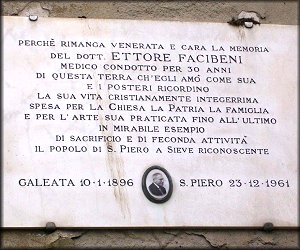 PERCHÈ RIMANGA VENERATA E CARA LA MEMORIA
DEL DOTT. ETTORE FACIBENI
MEDICO CONDOTTO PER 30 ANNI
DI QUESTA TERRA CH'EGLI AMÒ COME SUA
E I POSTERI RICORDINO
LA SUA VITA CRISTIANAMENTE INTEGERRIMA
SPESA PER LA CHIESA LA PATRIA LA FAMIGLIA
E PER L'ARTE SUA PRATICATA FINO ALL'ULTIMO
IN MIRABILE ESEMPIO
DI SACRIFICIO E DI FECONDA ATTIVITÀ
IL POPOLO DI S. PIERO A SIEVE RICONOSCENTE
GALEATA 10-1-1896 S. PIERO 23-12-1961